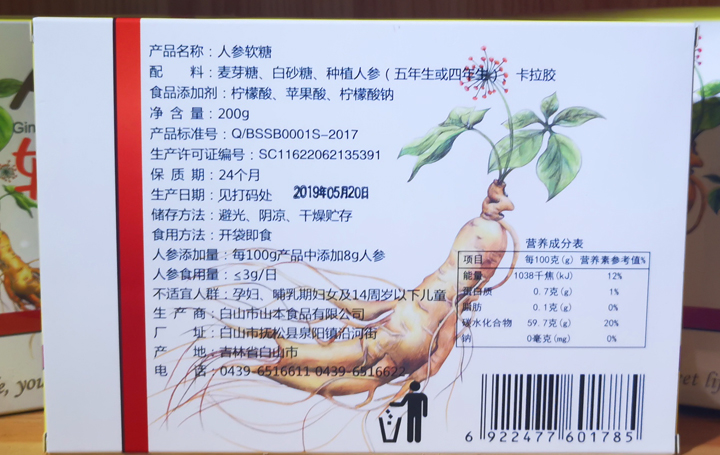 产品名称：人参软糖
配　　料：麦芽糖、白砂糖、种植人参（五年生或四年生）、卡拉胶
食品添加剂：柠檬酸、苹果酸、柠檬酸钠
净 含 量：200g
产品标准号：Q/BSSB0001S-2017
生产许可证编号：SC11622062135391
保 质 期：24个月
生产日期：见打码处 2019年05月20日
储存方法：避光、阴凉、干燥贮存
食用方法：开袋即食
人参添加量：每100g产品中添加8g人参
人参食用量：≤3g/日
不适宜人群：孕妇、哺乳期妇女及14周岁以下儿童
生 产 商：白山市山本食品有限公司
厂　　址：白山市抚松县泉阳镇沿河街
产　　地：吉林省白山市
电　　话：0439-6516611 0439-6516622
营养成分表
项目 每100克(g) 营养素参考值%
能量 1038千焦(kJ) 12%
蛋白质 0.7克(g) 1%
脂肪 0.1克(g) 0%
碳水化合物 59.7克(g) 20%
钠 0毫克(mg) 0%
6 922477 601785
Gin